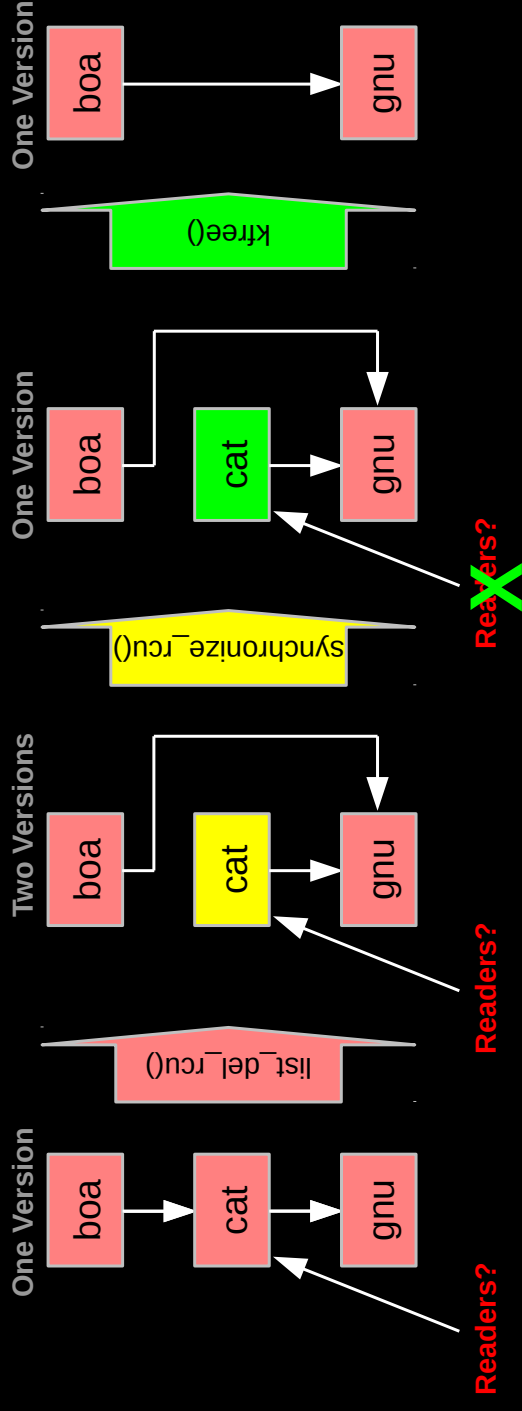 One Version
boa
cat
gnu
Readers?
list_del_rcu()
Two Versions
boa
cat
gnu
Readers?
synchronize_rcu()
One Version
boa
cat
gnu
Readers?
X
kfree()
One Version
boa
gnu